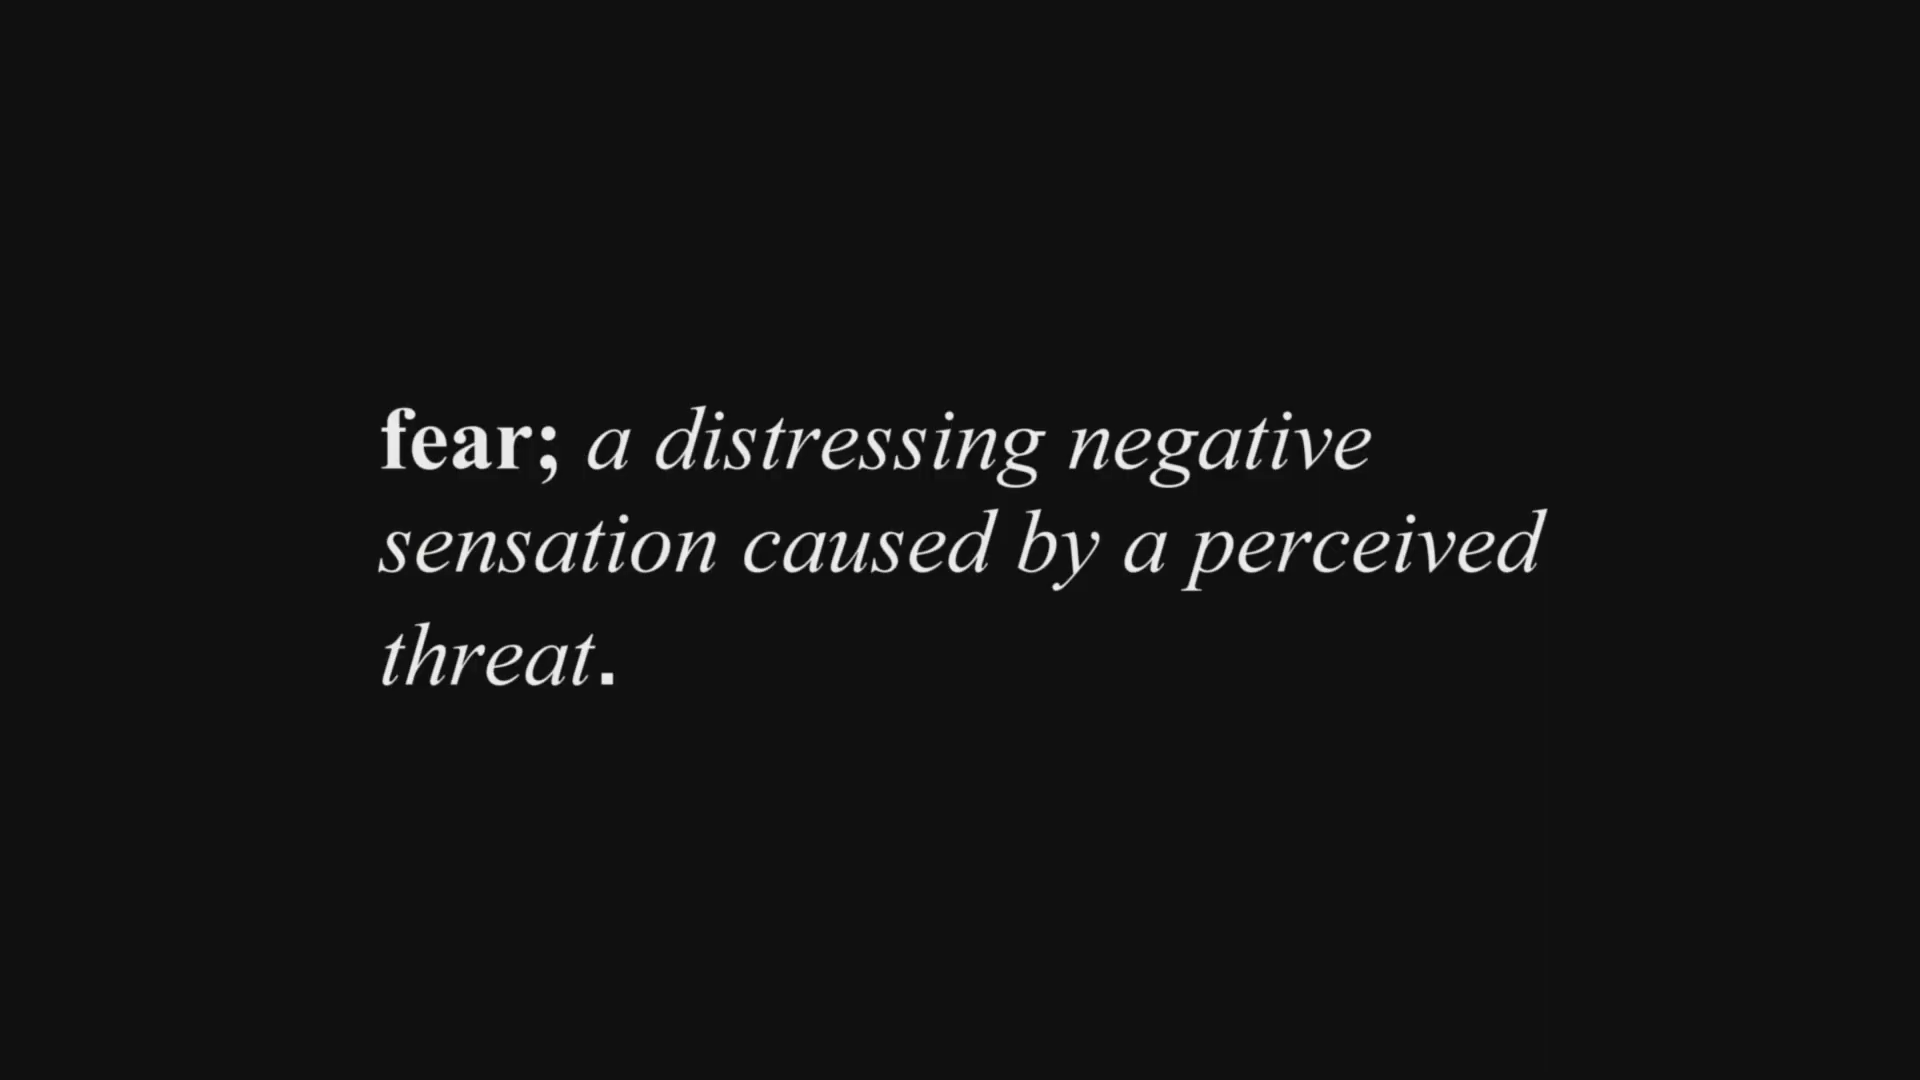 fear; a distressing negative
sensation caused by a perceived
threat.